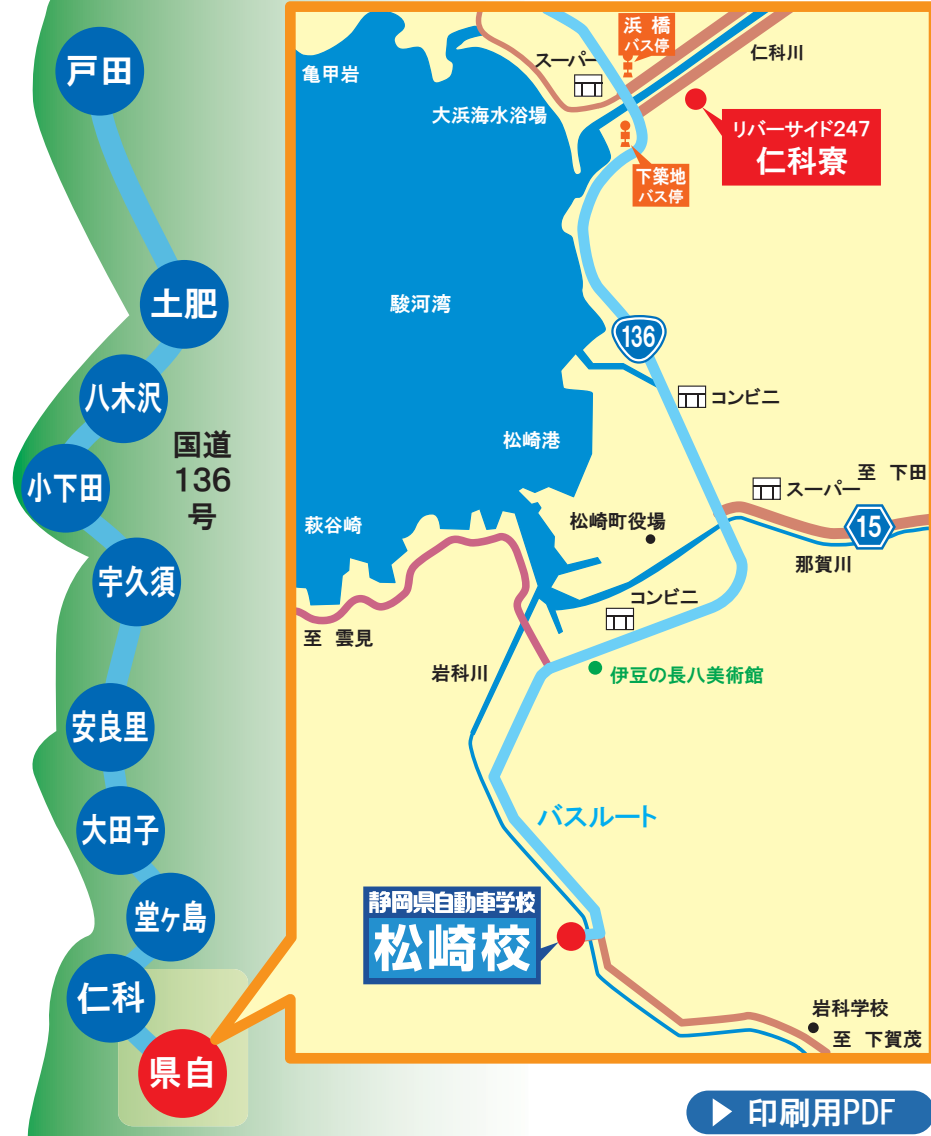 戸田
土肥
八木沢
小下田
宇久須
安良里
大田子
堂ヶ島
仁科
県自
国道
136
号
亀甲岩
大浜海水浴場
スーパー
浜橋
バス停
仁科川
リバーサイド247
仁科寮
下築地
バス停
駿河湾
136
コンビニ
松崎港
至 下田
スーパー
15
那賀川
萩谷崎
松崎町役場
コンビニ
至 雲見
岩科川
伊豆の長八美術館
バスルート
静岡県自動車学校
松崎校
岩科学校
至 下賀茂
▶ 印刷用PDF